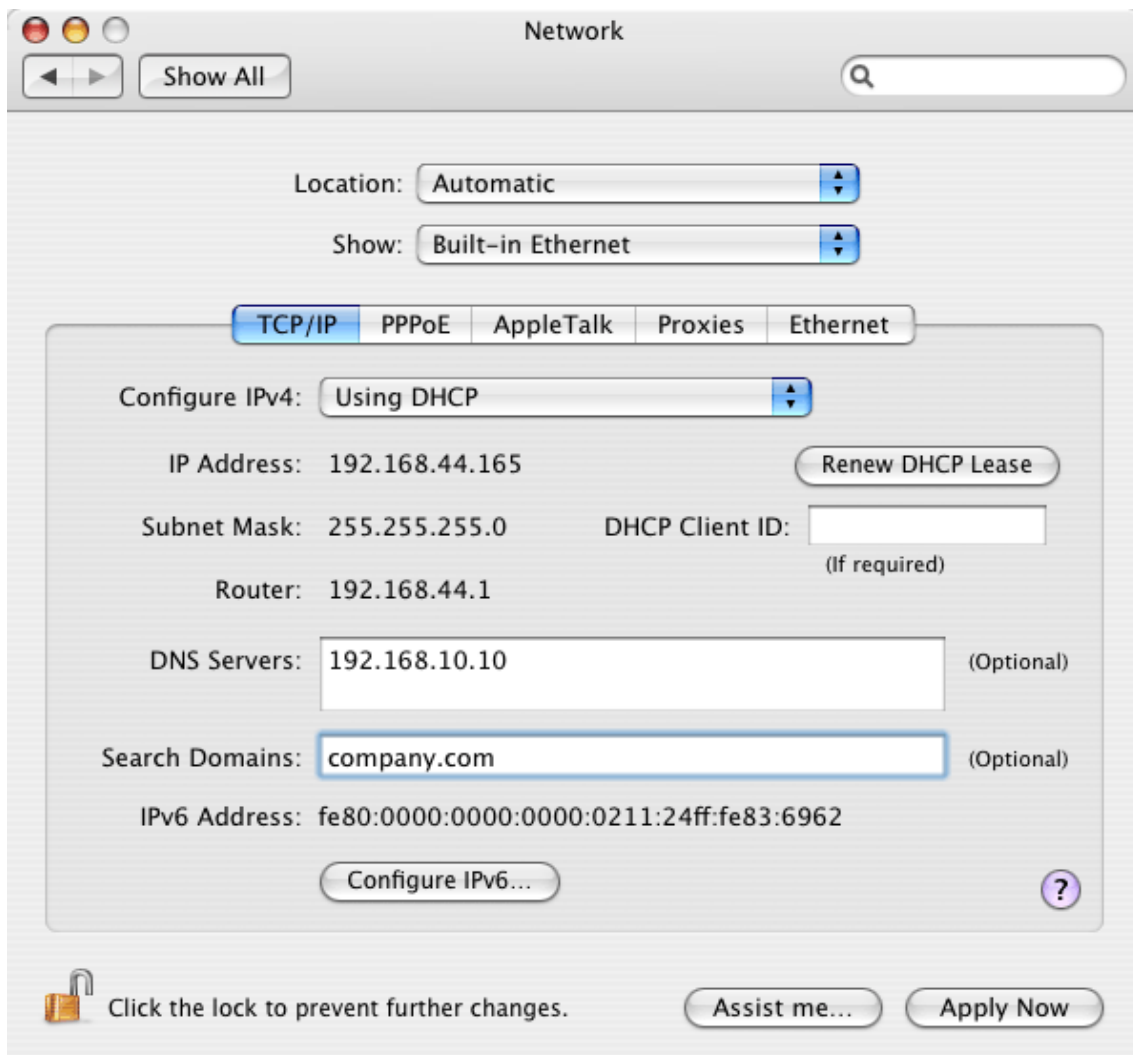 Network
Show All
Location: Automatic
Show: Built-in Ethernet
TCP/IP PPPoE AppleTalk Proxies Ethernet
Configure IPv4: Using DHCP
IP Address: 192.168.44.165 Renew DHCP Lease
Subnet Mask: 255.255.255.0 DHCP Client ID:
(If required)
Router: 192.168.44.1
DNS Servers: 192.168.10.10 (Optional)
Search Domains: company.com (Optional)
IPv6 Address: fe80:0000:0000:0000:0211:24ff:fe83:6962
Configure IPv6... ?
Click the lock to prevent further changes. Assist me... Apply Now